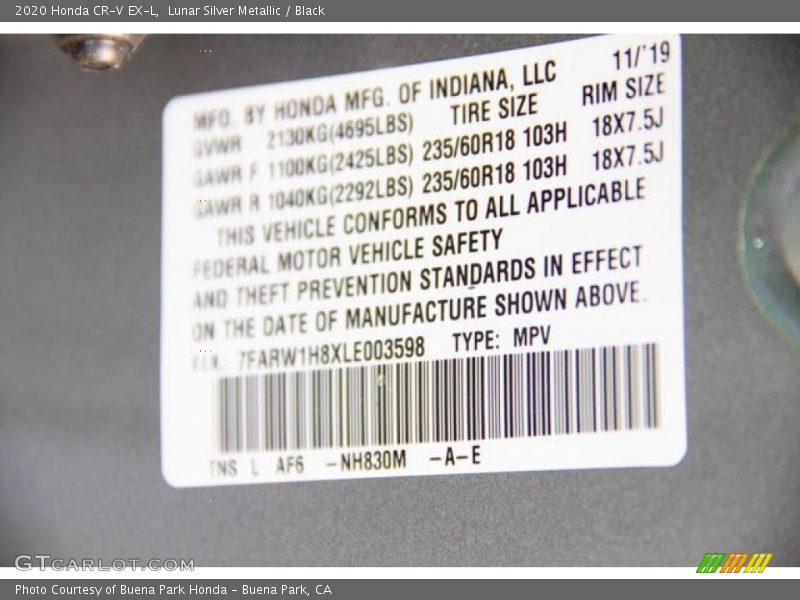 2020 Honda CR-V EX-L, Lunar Silver Metallic / Black
11/'19
MFD. BY HONDA MFG. OF INDIANA, LLC
GVWR 2130KG(4695LBS) TIRE SIZE RIM SIZE
GAWR F 1100KG(2425LBS) 235/60R18 103H 18X7.5J
GAWR R 1040KG(2292LBS) 235/60R18 103H 18X7.5J
THIS VEHICLE CONFORMS TO ALL APPLICABLE
FEDERAL MOTOR VEHICLE SAFETY
AND THEFT PREVENTION STANDARDS IN EFFECT
ON THE DATE OF MANUFACTURE SHOWN ABOVE.
7FARW1H8XLE003598 TYPE: MPV
TNS L AF6 -NH830M -A-E
GTCARLOT.COM
Photo Courtesy of Buena Park Honda – Buena Park, CA